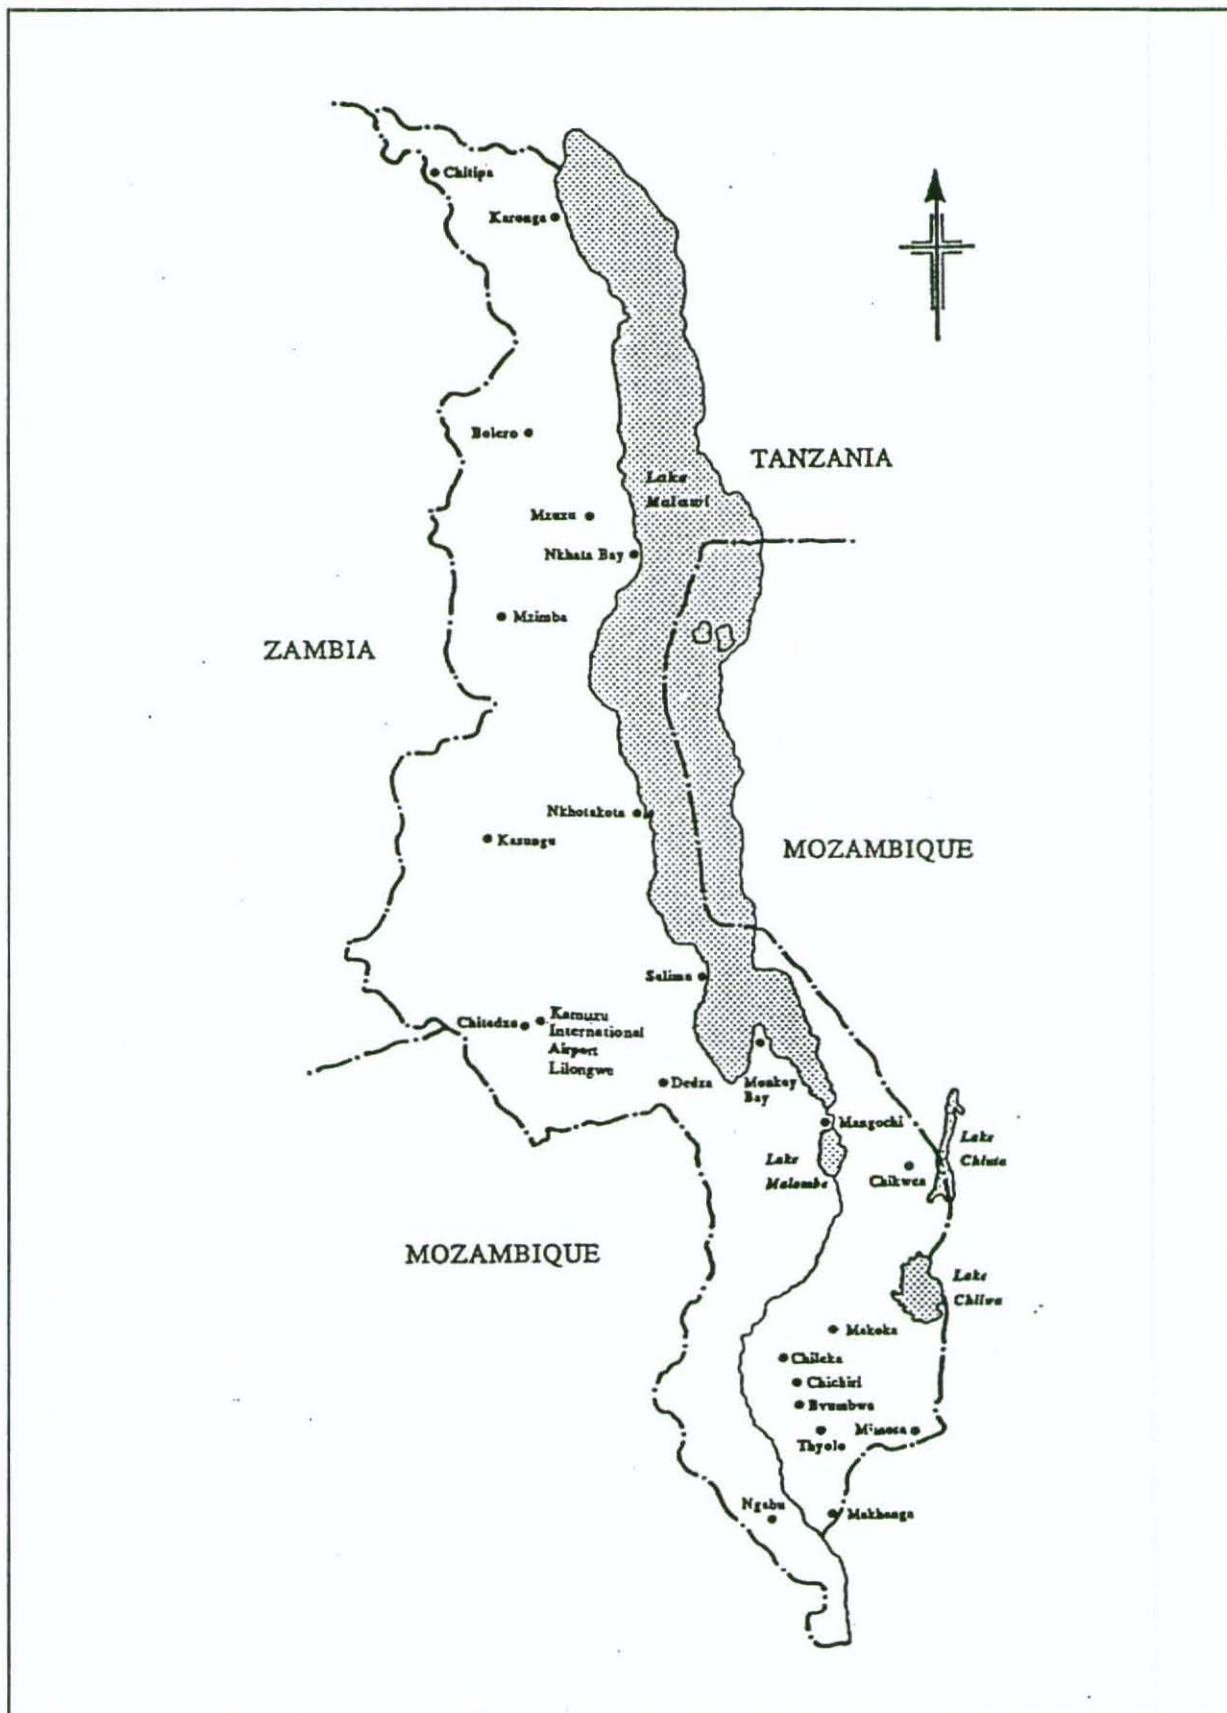 Chitipa
Karonga
Bolero
TANZANIA
Lake
Malawi
Mzuzu
Nkhata Bay
Mzimba
ZAMBIA
Nkhotakota
Kasungu
MOZAMBIQUE
Salima
Chitedze
Kamuzu
International
Airport
Lilongwe
Dedza
Monkey
Bay
Mangochi
Lake
Chiuta
Lake
Malombe
Chikwea
MOZAMBIQUE
Lake
Chilwa
Makoka
Chileka
Chichiri
Bvumbwe
Thyolo
Mimosa
Ngabu
Makhanga